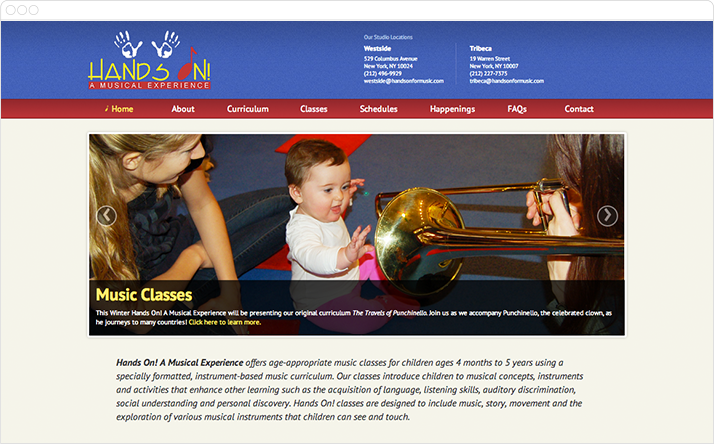 HANDS ON!
A MUSICAL EXPERIENCE
Our Studio Locations
Westside
529 Columbus Avenue
New York, NY 10024
(212) 496-9929
westside@handsonformusic.com
Tribeca
19 Warren Street
New York, NY 10007
(212) 227-7375
tribeca@handsonformusic.com
Home About Curriculum Classes Schedules Happenings FAQs Contact
Music Classes
This Winter Hands On! A Musical Experience will be presenting our original curriculum The Travels of Punchinello. Join us as we accompany Punchinello, the celebrated clown, as
he journeys to many countries! Click here to learn more.
Hands On! A Musical Experience offers age-appropriate music classes for children ages 4 months to 5 years using a
specially formatted, instrument-based music curriculum. Our classes introduce children to musical concepts, instruments
and activities that enhance other learning such as the acquisition of language, listening skills, auditory discrimination,
social understanding and personal discovery. Hands On! classes are designed to include music, story, movement and the
exploration of various musical instruments that children can see and touch.